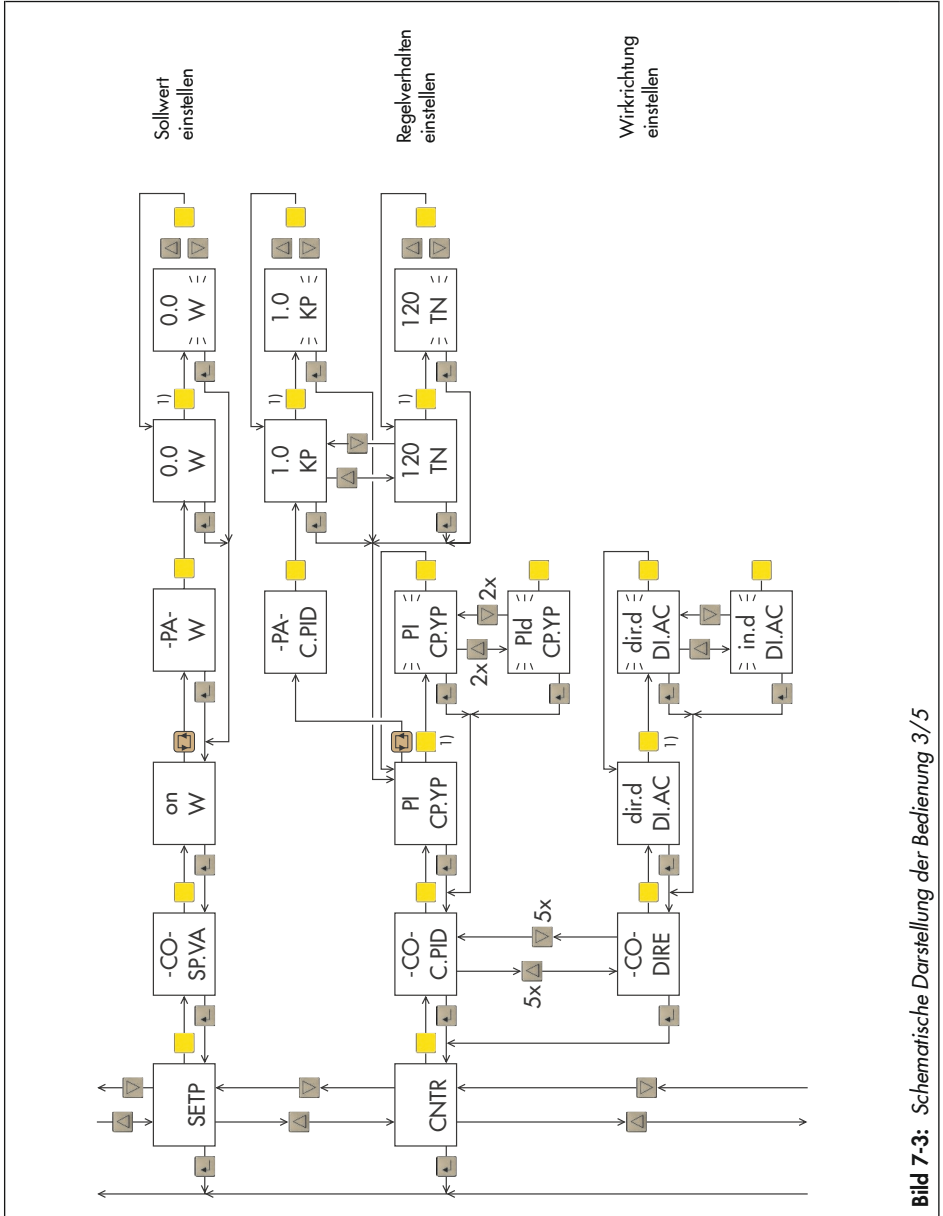 Sollwert
einstellen
SETP
-CO-
SP.VA
on
W
-PA-
W
0.0
W
1)
0.0
W
Regelverhalten
einstellen
-PA-
C.PID
1.0
KP
1)
1.0
KP
CNTR
-CO-
C.PID
PI
CP.YP
1)
PI
CP.YP
120
TN
1)
120
TN
2x
2x
PId
CP.YP
5x
5x
Wirkrichtung
einstellen
-CO-
DIRE
dir.d
DI.AC
1)
dir.d
DI.AC
in.d
DI.AC
Bild 7-3: Schematische Darstellung der Bedienung 3/5